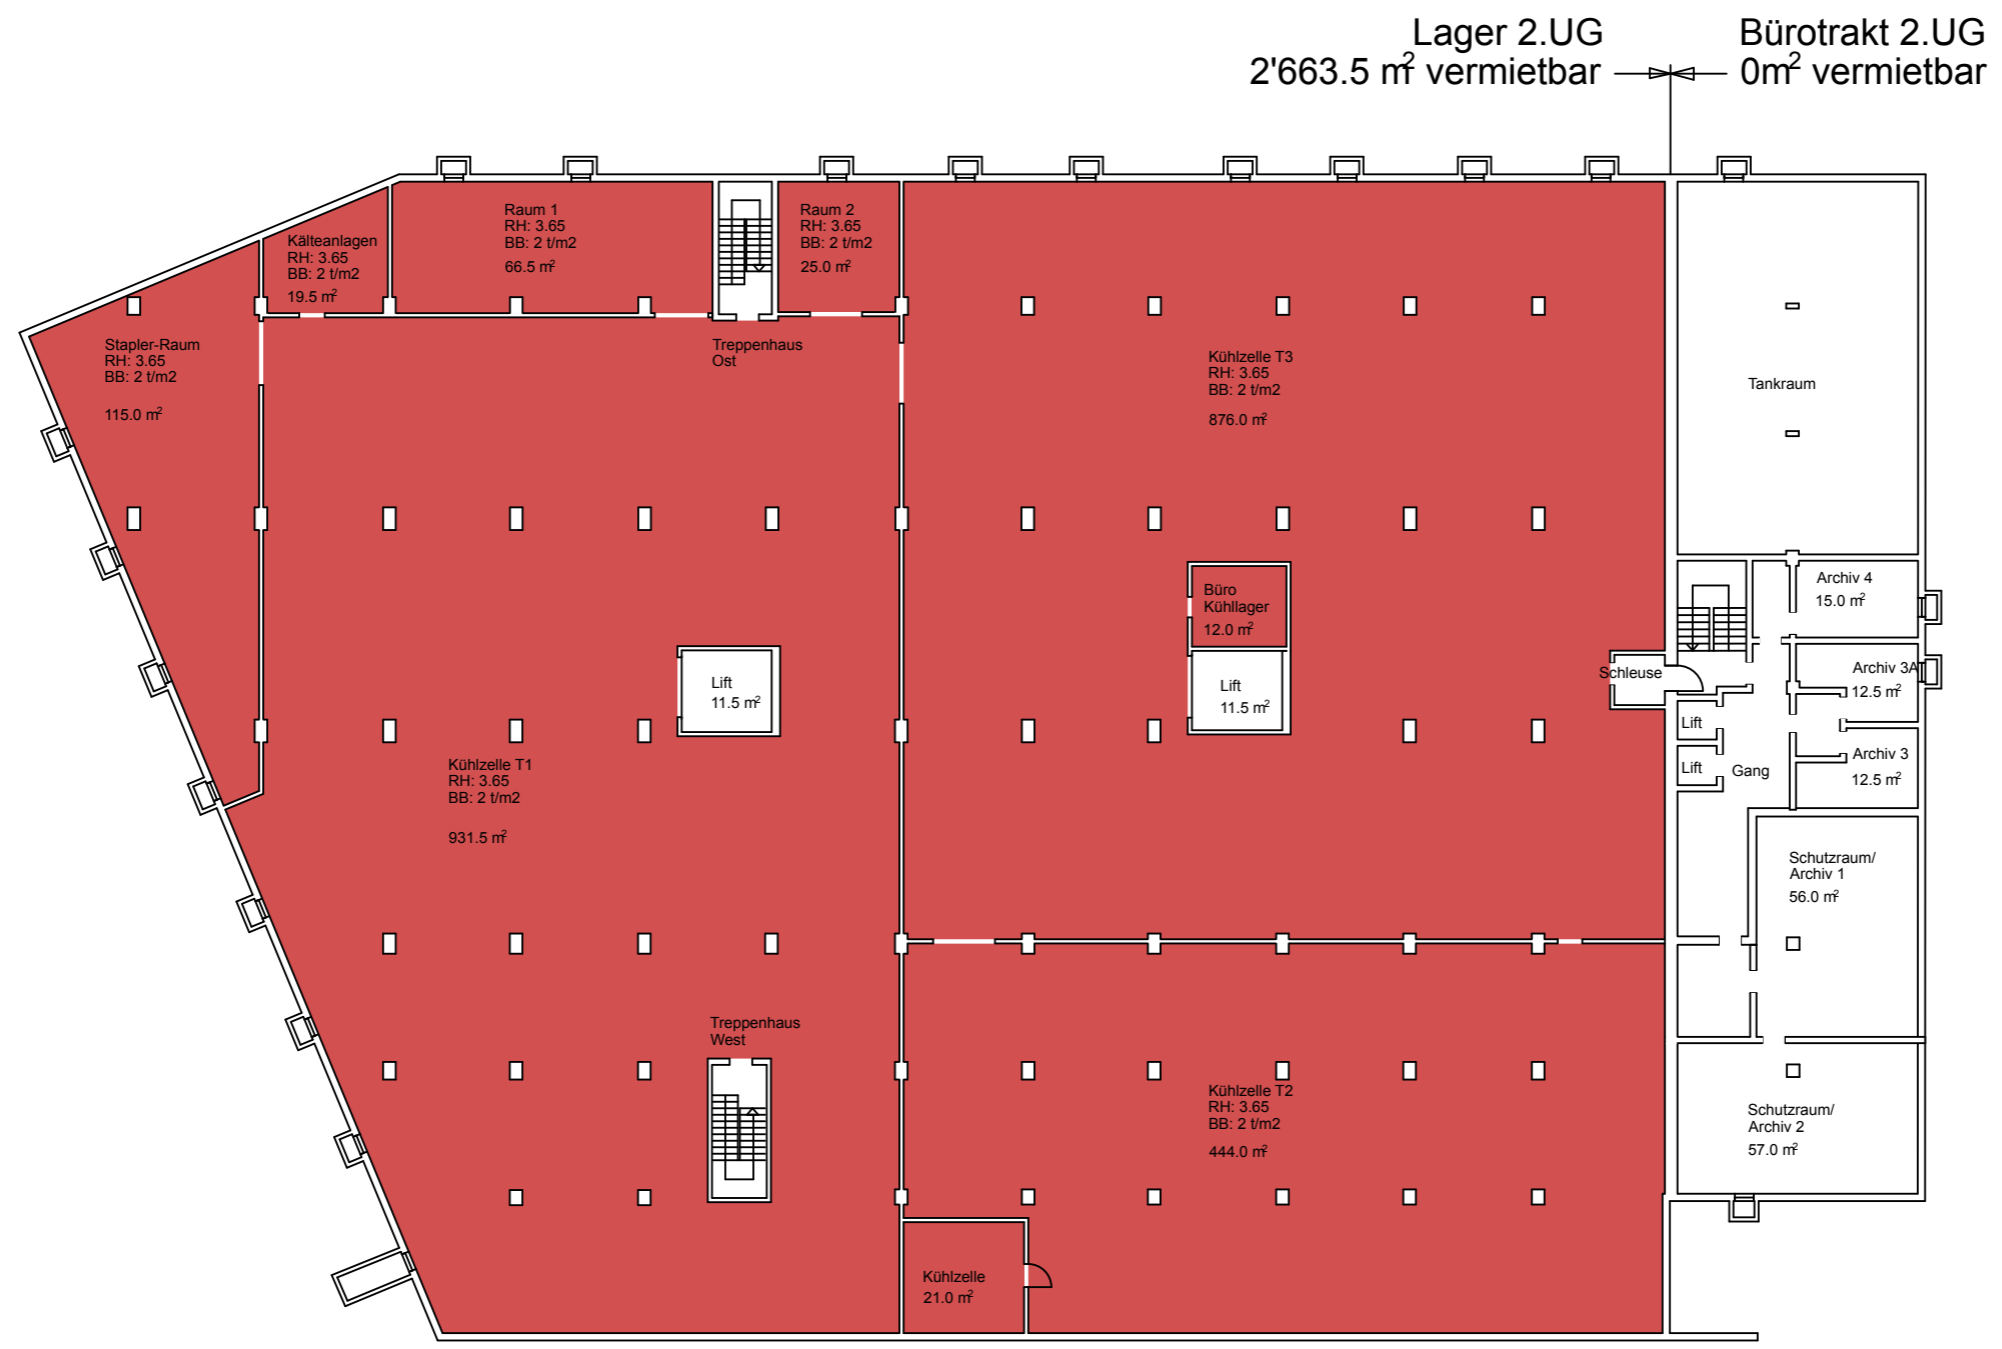 Lager 2.UG
2'663.5 m² vermietbar
Bürotrakt 2.UG
0m² vermietbar
Raum 1
RH: 3.65
BB: 2 t/m2
66.5 m²
Raum 2
RH: 3.65
BB: 2 t/m2
25.0 m²
Kälteanlagen
RH: 3.65
BB: 2 t/m2
19.5 m²
Stapler-Raum
RH: 3.65
BB: 2 t/m2
115.0 m²
Treppenhaus
Ost
Kühlzelle T3
RH: 3.65
BB: 2 t/m2
876.0 m²
Tankraum
Büro
Kühllager
12.0 m²
Archiv 4
15.0 m²
Lift
11.5 m²
Lift
11.5 m²
Schleuse
Archiv 3A
12.5 m²
Lift
Lift
Gang
Archiv 3
12.5 m²
Kühlzelle T1
RH: 3.65
BB: 2 t/m2
931.5 m²
Schutzraum/
Archiv 1
56.0 m²
Treppenhaus
West
Kühlzelle T2
RH: 3.65
BB: 2 t/m2
444.0 m²
Schutzraum/
Archiv 2
57.0 m²
Kühlzelle
21.0 m²